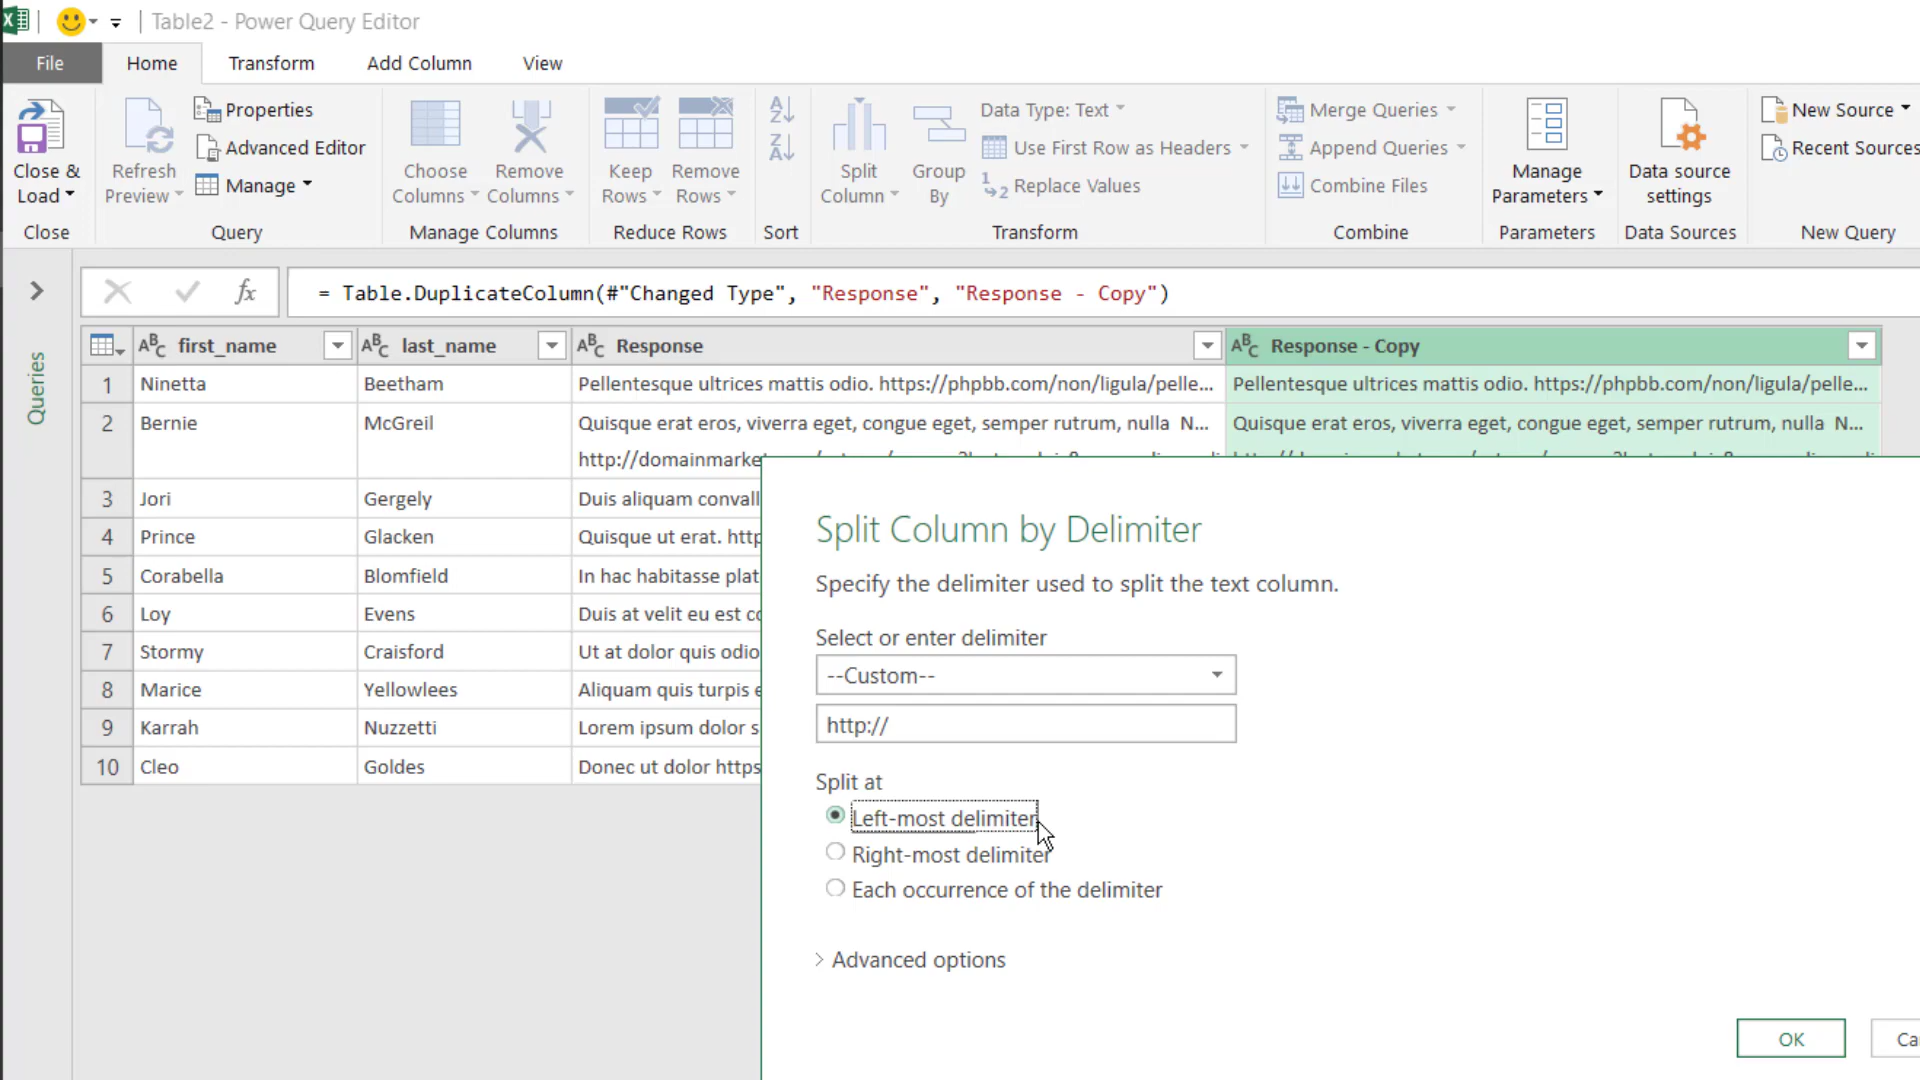 Table2 - Power Query Editor
File Home Transform Add Column View
Close & Load
Refresh Preview
Properties
Advanced Editor
Manage
Choose Columns
Remove Columns
Keep Rows
Remove Rows
Split Column
Group By
Data Type: Text
Use First Row as Headers
Replace Values
Merge Queries
Append Queries
Combine Files
Manage Parameters
Data source settings
New Source
Recent Sources
Close Query Manage Columns Reduce Rows Sort Transform Combine Parameters Data Sources New Query
fx = Table.DuplicateColumn(#"Changed Type", "Response", "Response - Copy")
Queries
ABC first_name ABC last_name ABC Response ABC Response - Copy
1 Ninetta Beetham Pellentesque ultrices mattis odio. https://phpbb.com/non/ligula/pelle... Pellentesque ultrices mattis odio. https://phpbb.com/non/ligula/pelle...
2 Bernie McGreil Quisque erat eros, viverra eget, congue eget, semper rutrum, nulla N... Quisque erat eros, viverra eget, congue eget, semper rutrum, nulla N...
http://domainmarke
3 Jori Gergely Duis aliquam convall
4 Prince Glacken Quisque ut erat. http
5 Corabella Blomfield In hac habitasse plat
6 Loy Evens Duis at velit eu est co
7 Stormy Craisford Ut at dolor quis odio
8 Marice Yellowlees Aliquam quis turpis e
9 Karrah Nuzzetti Lorem ipsum dolor s
10 Cleo Goldes Donec ut dolor https
Split Column by Delimiter
Specify the delimiter used to split the text column.
Select or enter delimiter
--Custom--
http://
Split at
Left-most delimiter
Right-most delimiter
Each occurrence of the delimiter
Advanced options
OK Ca